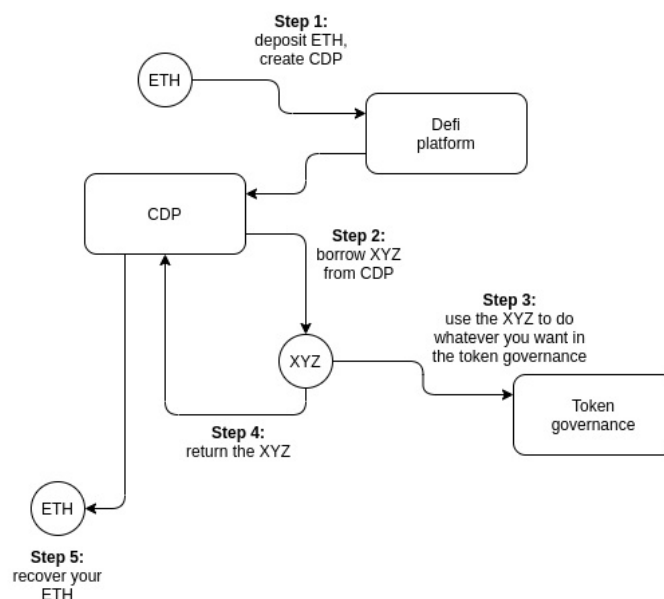 Step 1:
deposit ETH,
create CDP
ETH
Defi
platform
CDP
Step 2:
borrow XYZ
from CDP
Step 3:
use the XYZ to do
whatever you want in
the token governance
XYZ
Token
governance
Step 4:
return the XYZ
ETH
Step 5:
recover your
ETH